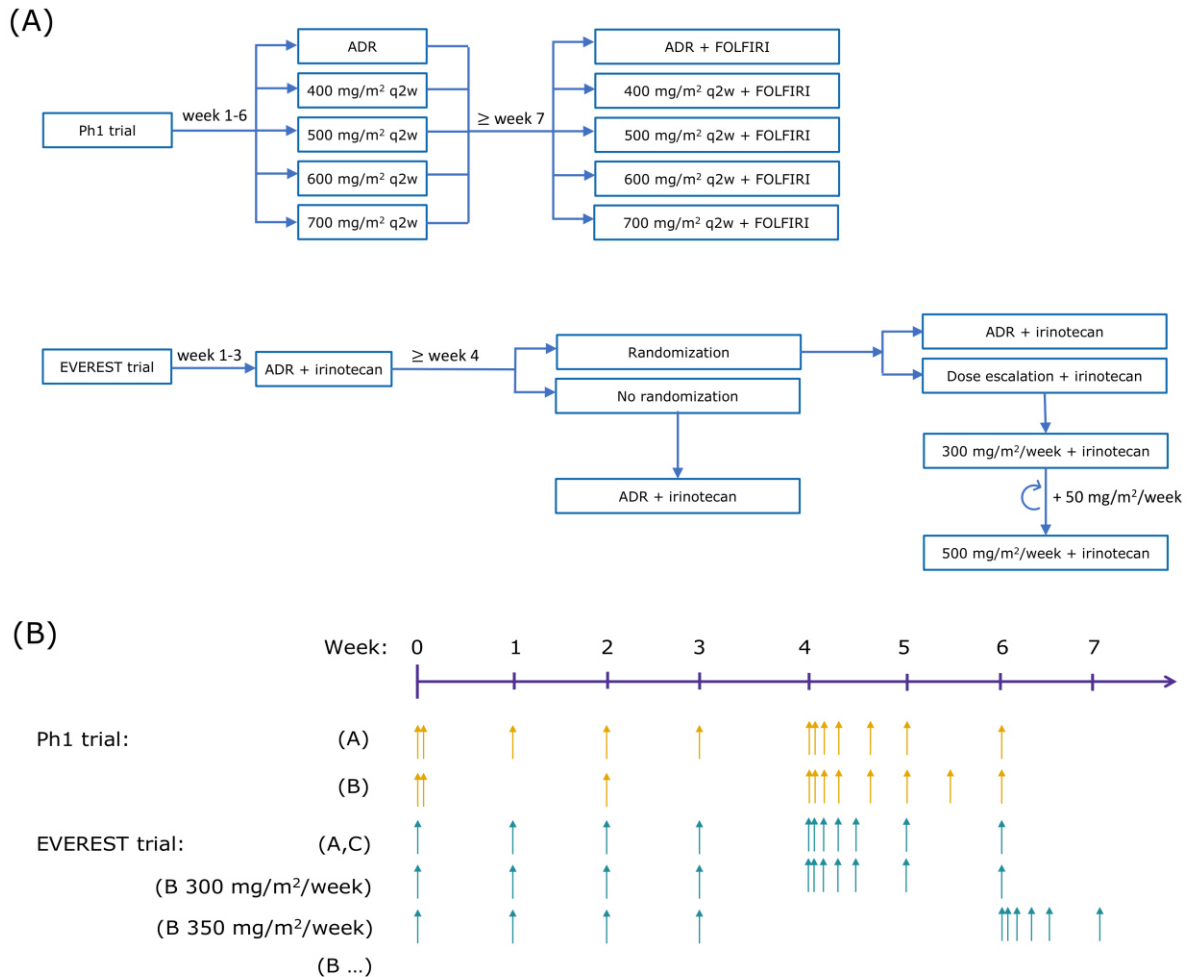 (A)
ADR
ADR + FOLFIRI
400 mg/m² q2w
400 mg/m² q2w + FOLFIRI
Ph1 trial
week 1-6
500 mg/m² q2w
≥ week 7
500 mg/m² q2w + FOLFIRI
600 mg/m² q2w
600 mg/m² q2w + FOLFIRI
700 mg/m² q2w
700 mg/m² q2w + FOLFIRI
EVEREST trial
week 1-3
ADR + irinotecan
≥ week 4
Randomization
No randomization
ADR + irinotecan
ADR + irinotecan
Dose escalation + irinotecan
300 mg/m²/week + irinotecan
+ 50 mg/m²/week
500 mg/m²/week + irinotecan
(B)
Week: 0 1 2 3 4 5 6 7
Ph1 trial: (A)
(B)
EVEREST trial: (A,C)
(B 300 mg/m²/week)
(B 350 mg/m²/week)
(B ...)